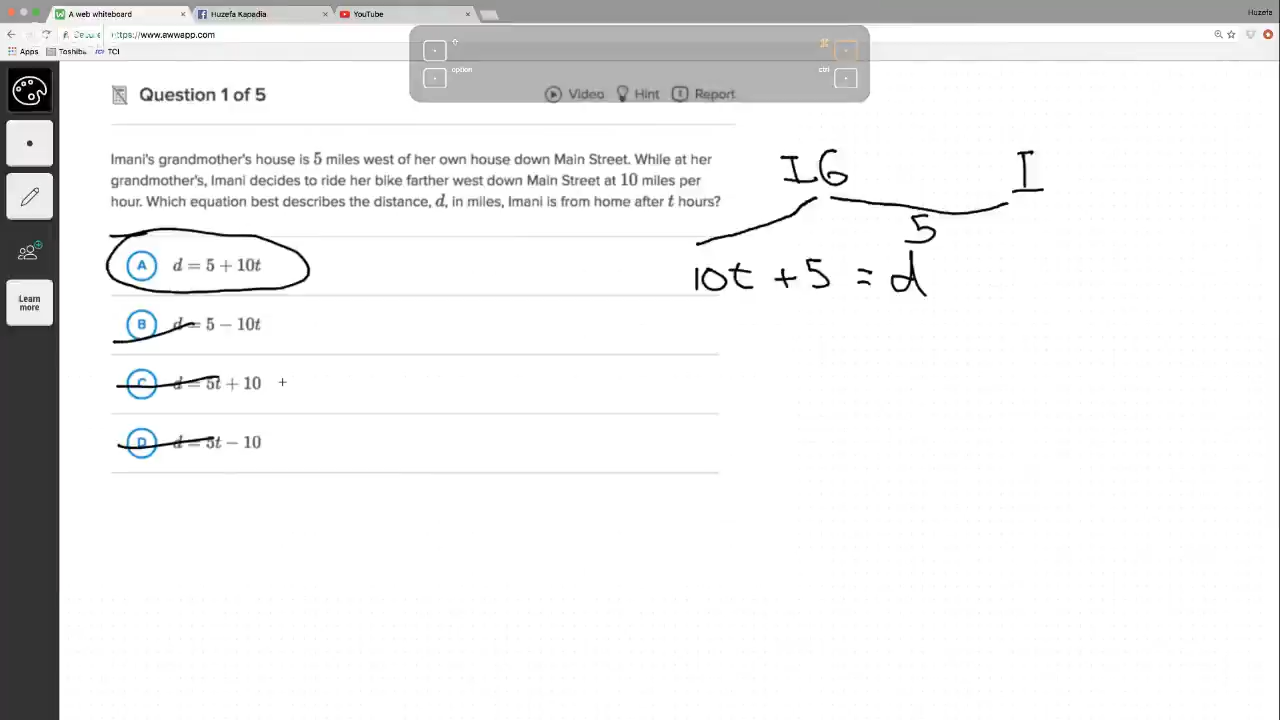 A web whiteboard
Huzefa Kapadia
YouTube
Huzefa
https://www.awwapp.com
Apps
Toshiba
TCI
option
ctrl
Question 1 of 5
Video
Hint
Report
Imani's grandmother's house is 5 miles west of her own house down Main Street. While at her
grandmother's, Imani decides to ride her bike farther west down Main Street at 10 miles per
hour. Which equation best describes the distance, d, in miles, Imani is from home after t hours?
A d = 5 + 10t
B d = 5 − 10t
C d = 5t + 10
D d = 5t − 10
IG I
5
10t + 5 = d
Learn
more